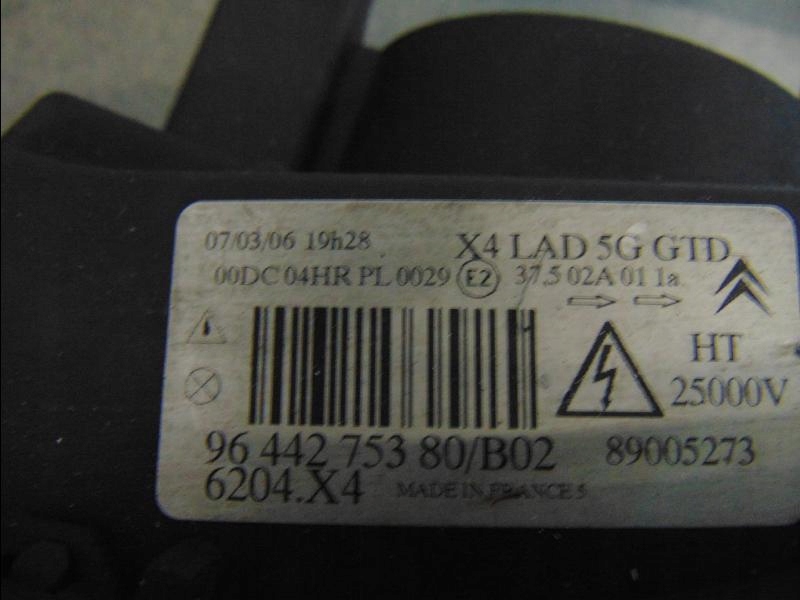 07/03/06 19h28 X4 LAD 5G GTD
00DC 04HR PL 0029 E2 37.5 02A 01 1a
HT
25000V
96 442 753 80/B02 89005273
6204.X4 MADE IN FRANCE 5